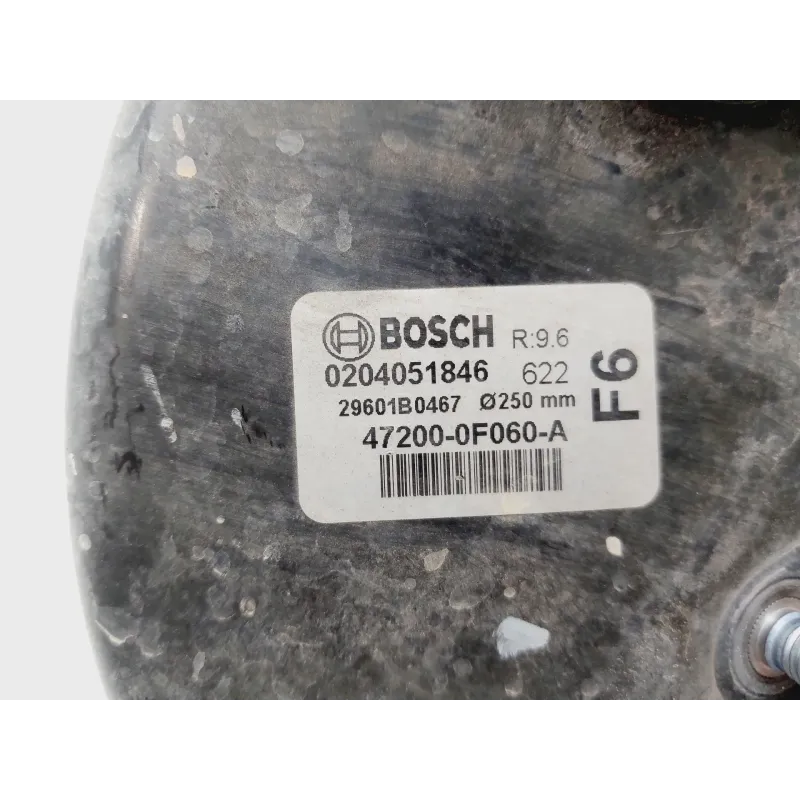 BOSCH R:9.6
0204051846 622
29601B0467 Ø250 mm
47200-0F060-A
F6